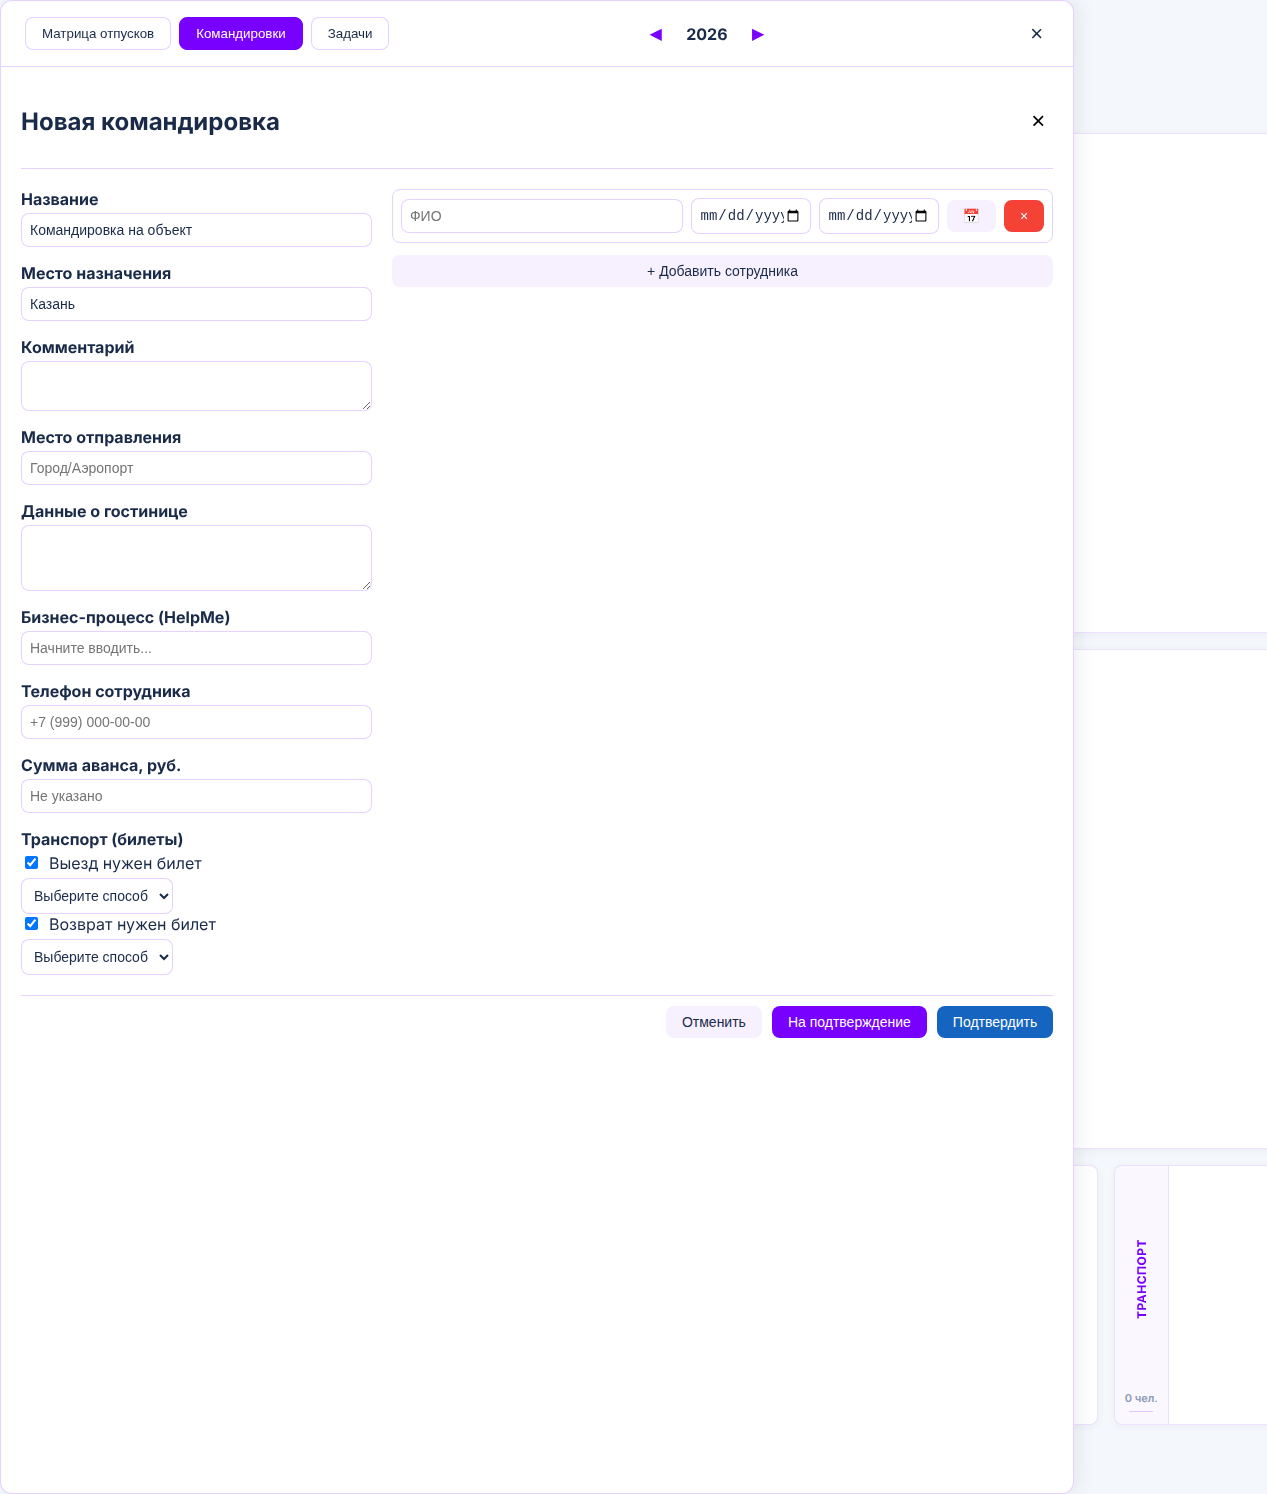 Матрица отпусков
Командировки
Задачи
◀ 2026 ▶
×
Новая командировка
×
Название
Командировка на объект
Место назначения
Казань
Комментарий
Место отправления
Город/Аэропорт
Данные о гостинице
Бизнес-процесс (HelpMe)
Начните вводить...
Телефон сотрудника
+7 (999) 000-00-00
Сумма аванса, руб.
Не указано
Транспорт (билеты)
Выезд нужен билет
Выберите способ
Возврат нужен билет
Выберите способ
ФИО
mm/dd/yyyy
mm/dd/yyyy
×
+ Добавить сотрудника
Отменить
На подтверждение
Подтвердить
ТРАНСПОРТ
0 чел.